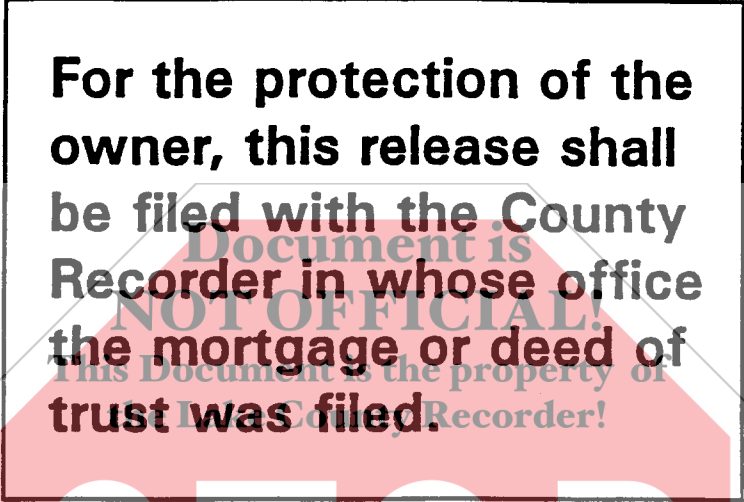 For the protection of the
owner, this release shall
be filed with the County
Document is
Recorder in whose office
NOT OFFICIAL!
the mortgage or deed of
This Document is the property of
trust was filed.
the Lake County Recorder!
STOP